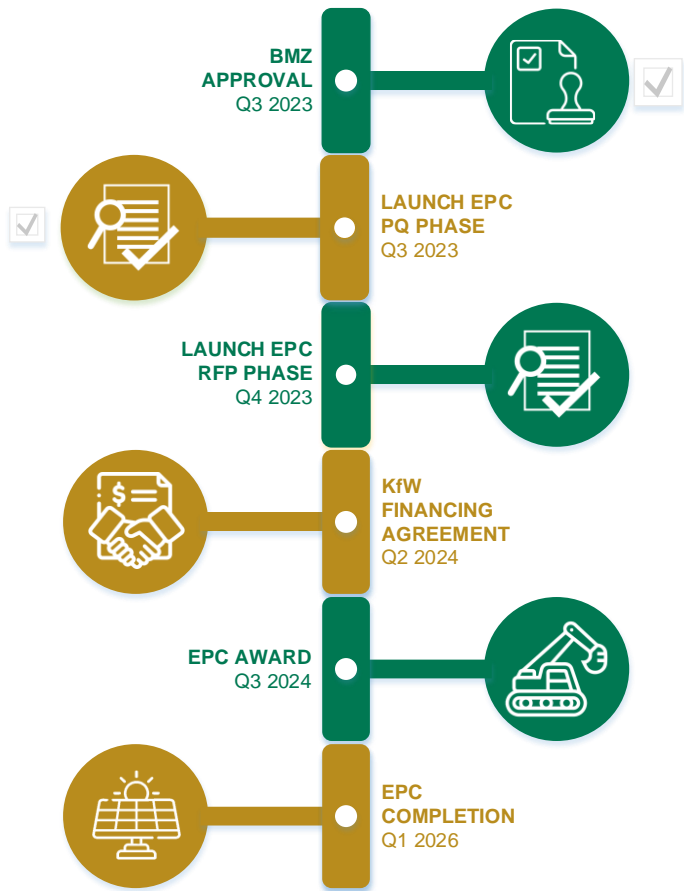 BMZ
APPROVAL
Q3 2023
LAUNCH EPC
PQ PHASE
Q3 2023
LAUNCH EPC
RFP PHASE
Q4 2023
$
KfW
FINANCING
AGREEMENT
Q2 2024
EPC AWARD
Q3 2024
EPC
COMPLETION
Q1 2026